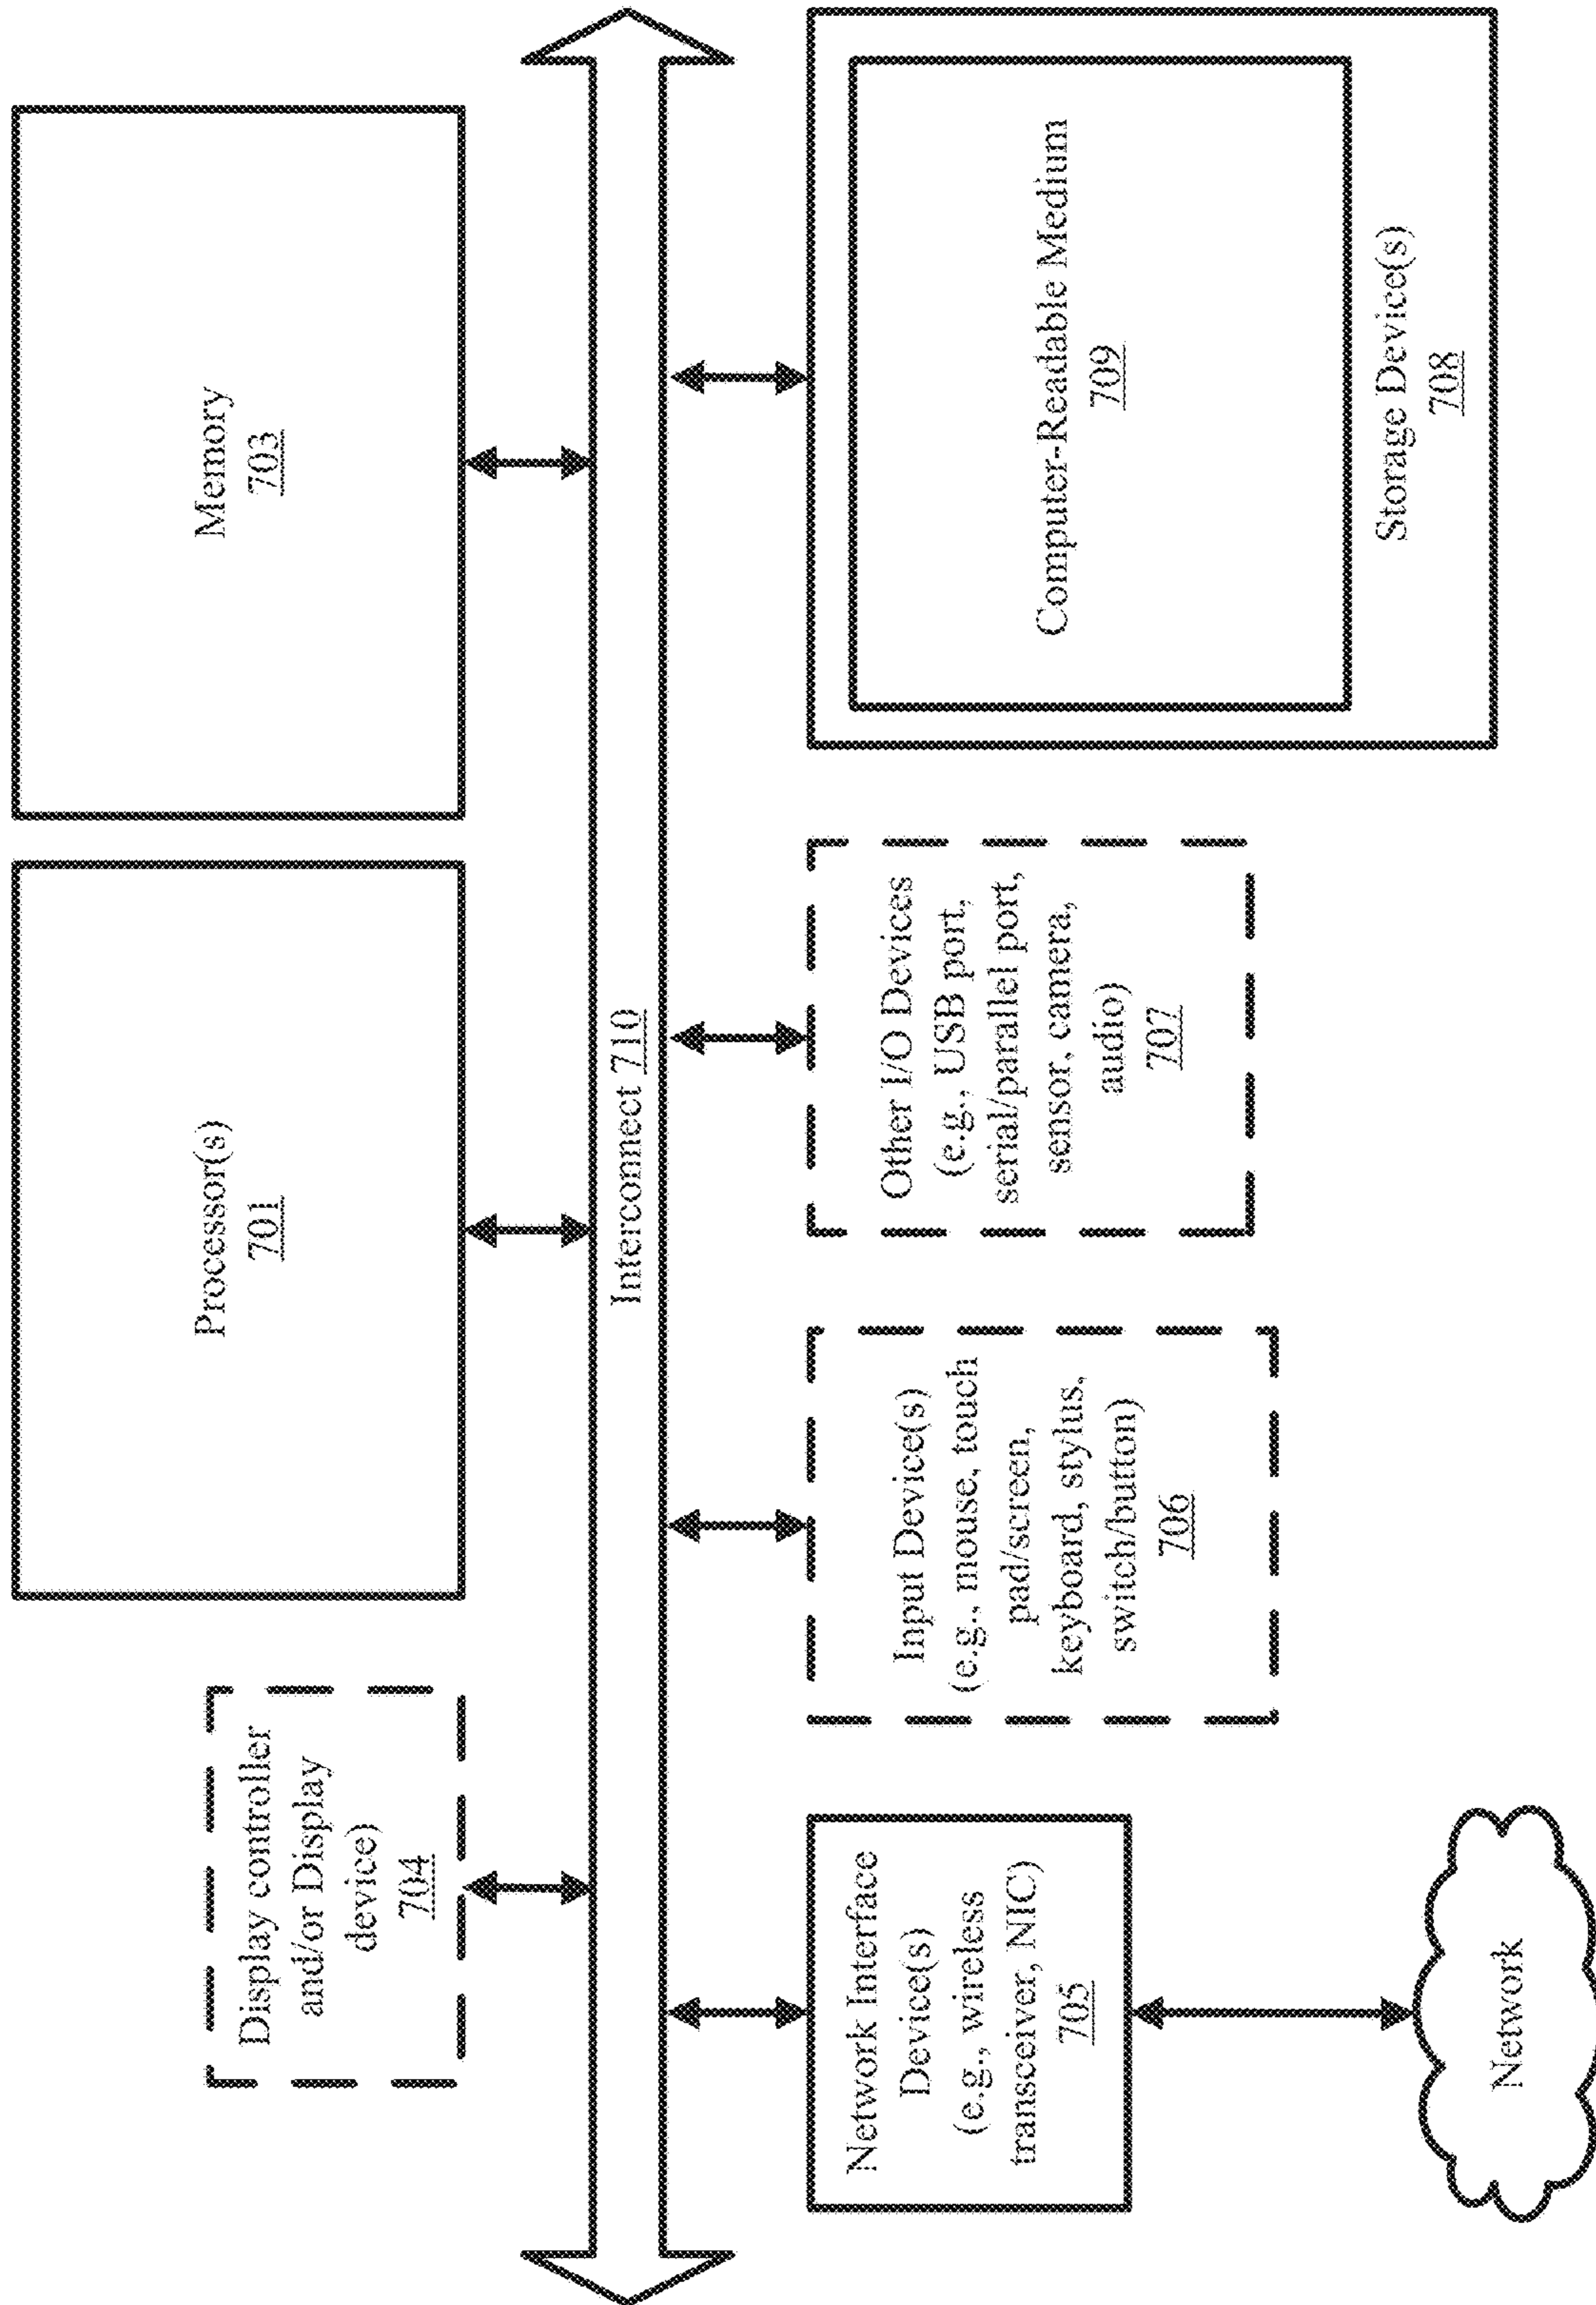 Display controller
and/or Display
device)
704
Processor(s)
701
Memory
703
Interconnect 710
Network Interface
Device(s)
(e.g., wireless
transceiver, NIC)
705
Input Device(s)
(e.g., mouse, touch
pad/screen,
keyboard, stylus,
switch/button)
706
Other I/O Devices
(e.g., USB port,
serial/parallel port,
sensor, camera,
audio)
707
Computer-Readable Medium
709
Storage Device(s)
708
Network